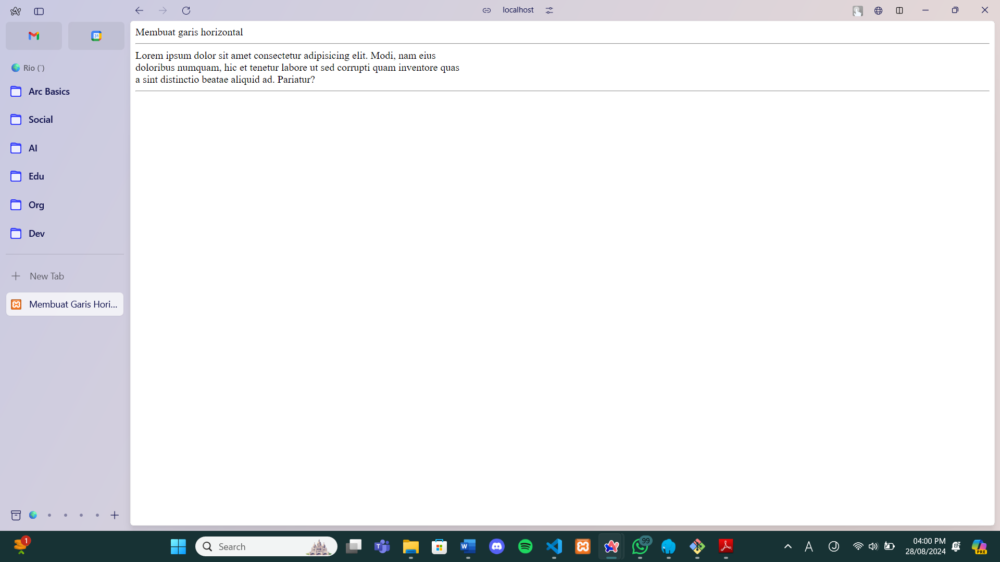 localhost
31
Rio (`)
Arc Basics
Social
AI
Edu
Org
Dev
New Tab
Membuat Garis Hori...
Membuat garis horizontal
Lorem ipsum dolor sit amet consectetur adipisicing elit. Modi, nam eius
doloribus numquam, hic et tenetur labore ut sed corrupti quam inventore quas
a sint distinctio beatae aliquid ad. Pariatur?
1
Search
T
W
99
A
J
04:00 PM
28/08/2024
PRE